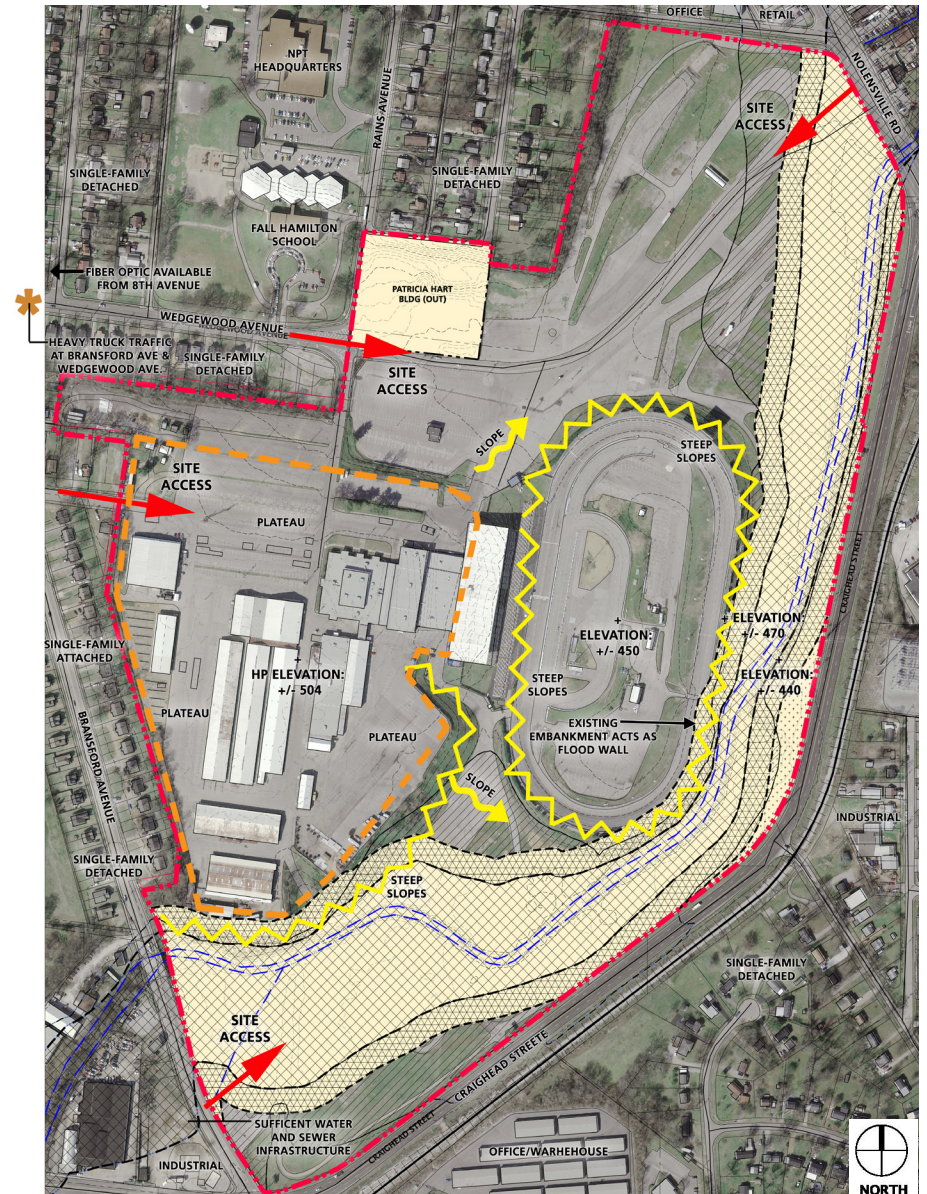 OFFICE
RETAIL
NOLENSVILLE RD
NPT
HEADQUARTERS
RAINS AVENUE
SITE
ACCESS
SINGLE-FAMILY
DETACHED
SINGLE-FAMILY
DETACHED
FALL HAMILTON
SCHOOL
FIBER OPTIC AVAILABLE
FROM 8TH AVENUE
PATRICIA HART
BLDG (OUT)
WEDGEWOOD AVENUE
WEDGEWOOD AVENUE
HEAVY TRUCK TRAFFIC
AT BRANSFORD AVE &
WEDGEWOOD AVE.
SINGLE-FAMILY
DETACHED
SITE
ACCESS
SLOPE
STEEP
SLOPES
SITE
ACCESS
PLATEAU
CRAIGHEAD STREET
ELEVATION:
+/- 470
+
ELEVATION:
+/- 450
SINGLE-FAMILY
ATTACHED
+
HP ELEVATION:
+/- 504
+
ELEVATION:
+/- 440
STEEP
SLOPES
PLATEAU
BRANSFORD AVENUE
PLATEAU
EXISTING
EMBANKMENT ACTS AS
FLOOD WALL
SLOPE
INDUSTRIAL
SINGLE-FAMILY
DETACHED
STEEP
SLOPES
SINGLE-FAMILY
DETACHED
SITE
ACCESS
CRAIGHEAD STREETE
CRAIGHEAD STREET
SUFFICENT WATER
AND SEWER
INFRASTRUCTURE
OFFICE/WARHEHOUSE
INDUSTRIAL
NORTH